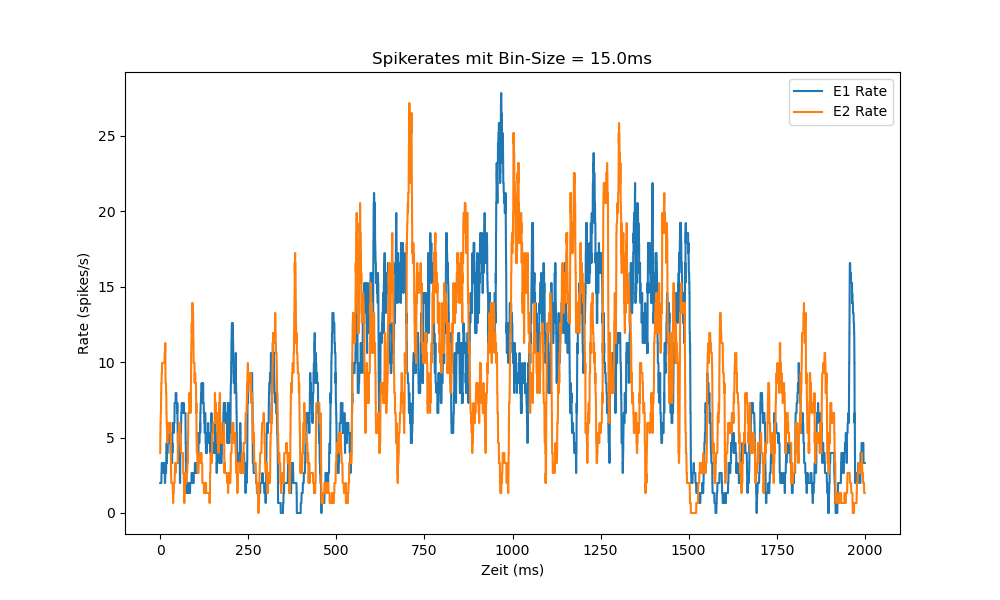 Spikerates mit Bin-Size = 15.0ms
E1 Rate
E2 Rate
Rate (spikes/s)
25
20
15
10
5
0
0 250 500 750 1000 1250 1500 1750 2000
Zeit (ms)